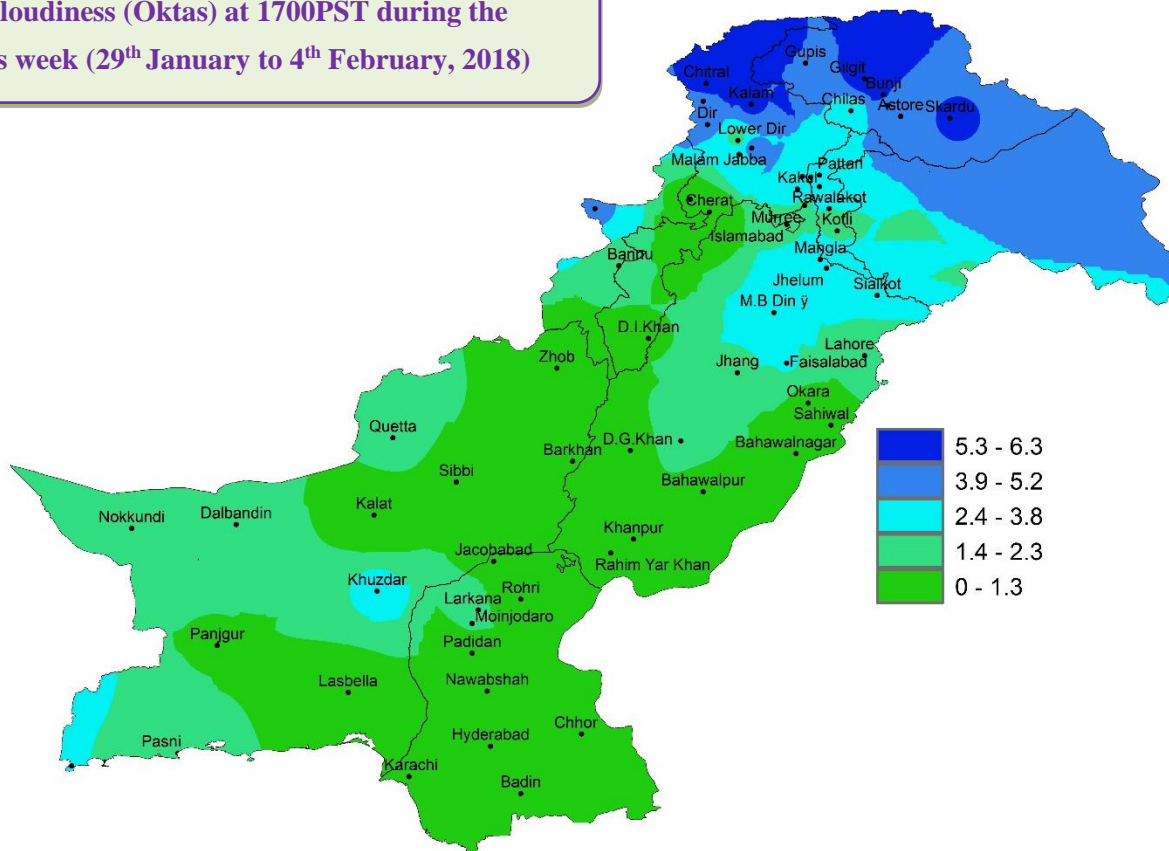 loudiness (Oktas) at 1700PST during the
s week (29th January to 4th February, 2018)
Gupis
Chitral
Gilgit
Bunji
Kalam
Chilas
Astore
Skardu
Dir
Lower Dir
Malam Jabba
Pattan
Kakul
Cherat
Rawalakot
Murree
Kotli
Islamabad
Bannu
Mangla
Jhelum
Sialkot
M.B Din ÿ
D.I.Khan
Lahore
Zhob
Jhang
Faisalabad
Okara
Sahiwal
Quetta
D.G.Khan
Bahawalnagar
Barkhan
Sibbi
Bahawalpur
Kalat
Nokkundi
Dalbandin
Khanpur
Jacobabad
Rahim Yar Khan
Khuzdar
Rohri
Larkana
Moinjodaro
Panjgur
Padidan
Lasbella
Nawabshah
Chhor
Hyderabad
Pasni
Karachi
Badin
5.3 - 6.3
3.9 - 5.2
2.4 - 3.8
1.4 - 2.3
0 - 1.3